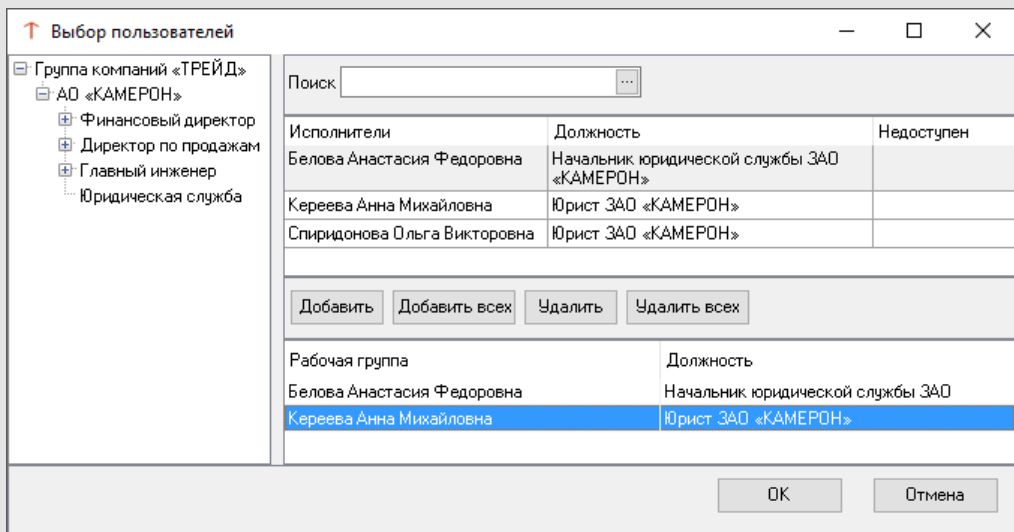 Выбор пользователей
Группа компаний «ТРЕЙД»
АО «КАМЕРОН»
Финансовый директор
Директор по продажам
Главный инженер
Юридическая служба
Поиск ...
Исполнители Должность Недоступен
Белова Анастасия Федоровна Начальник юридической службы ЗАО
«КАМЕРОН»
Кереева Анна Михайловна Юрист ЗАО «КАМЕРОН»
Спиридонова Ольга Викторовна Юрист ЗАО «КАМЕРОН»
Добавить Добавить всех Удалить Удалить всех
Рабочая группа Должность
Белова Анастасия Федоровна Начальник юридической службы ЗАО
Кереева Анна Михайловна Юрист ЗАО «КАМЕРОН»
OK Отмена